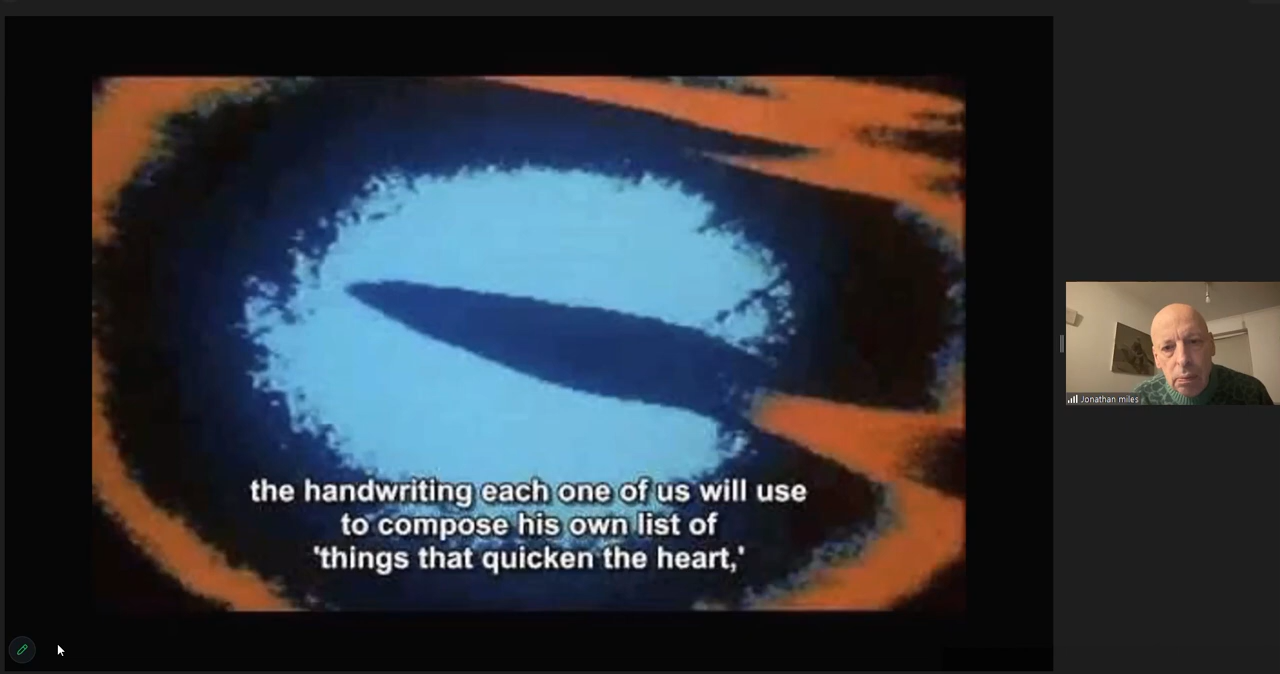 the handwriting each one of us will use
to compose his own list of
'things that quicken the heart,'
Jonathan miles